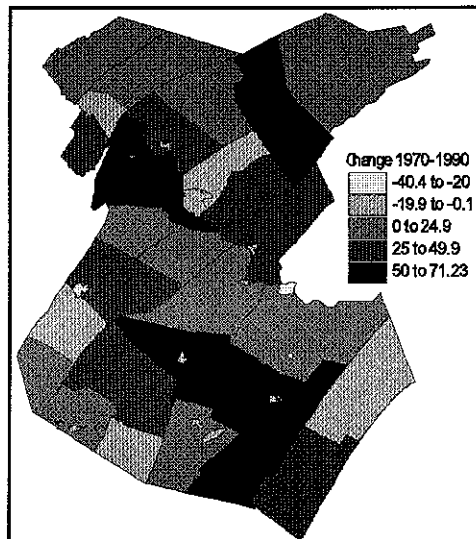 Change 1970-1990
-40.4 to -20
-19.9 to -0.1
0 to 24.9
25 to 49.9
50 to 71.23